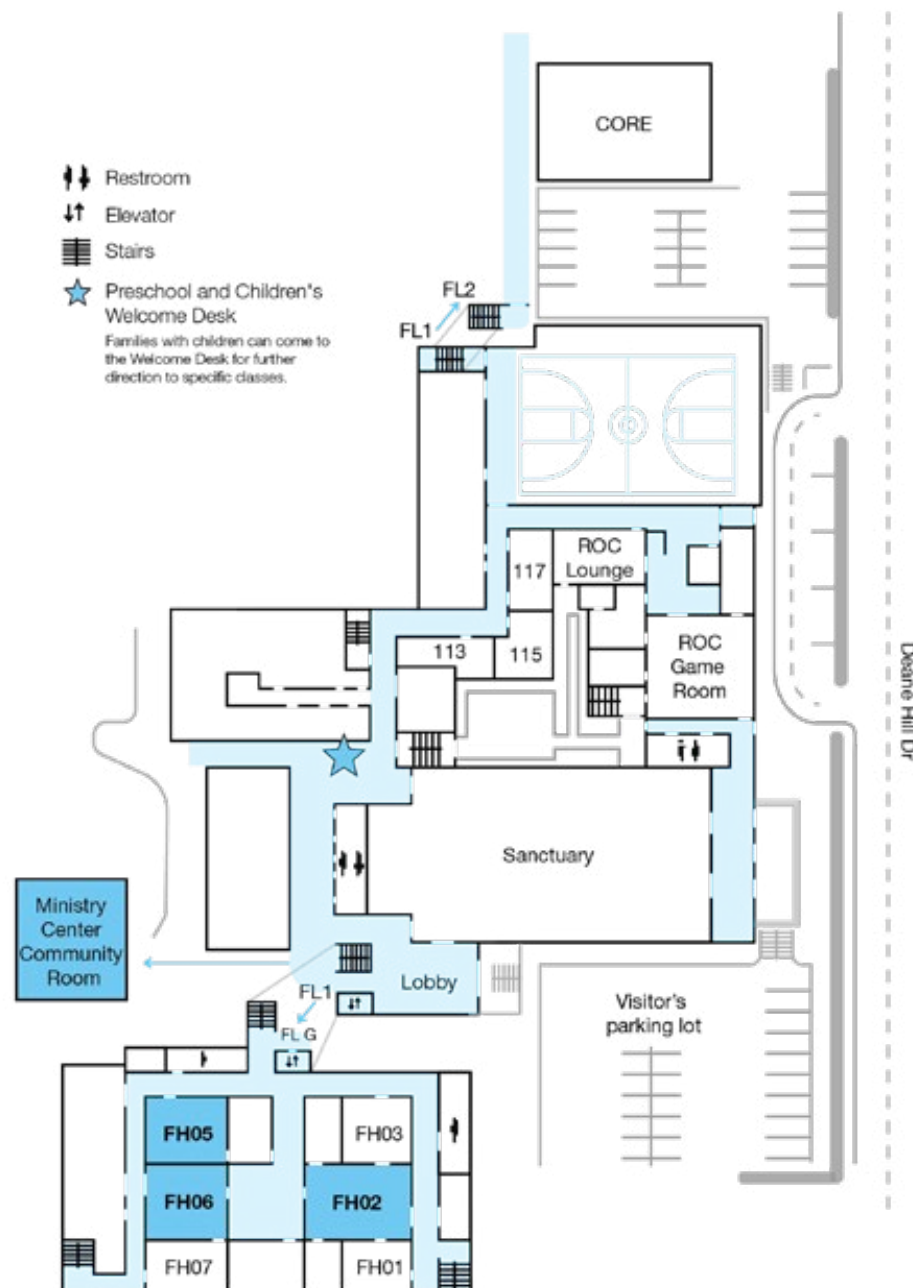 CORE
Restroom
Elevator
Stairs
Preschool and Children's
Welcome Desk
Families with children can come to
the Welcome Desk for further
direction to specific classes.
FL2
FL1
117
ROC
Lounge
113
115
ROC
Game
Room
Deane Hill Dr
Sanctuary
Ministry
Center
Community
Room
Lobby
FL1
FL G
Visitor's
parking lot
FH05
FH03
FH06
FH02
FH07
FH01